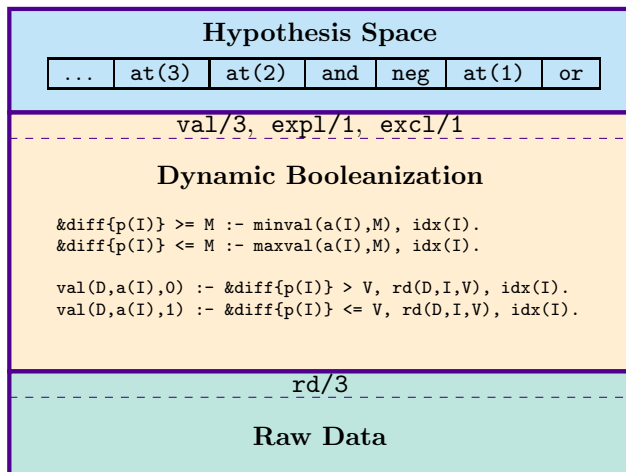 Hypothesis Space
... at(3) at(2) and neg at(1) or
val/3, expl/1, excl/1
Dynamic Booleanization
&diff{p(I)} >= M :- minval(a(I),M), idx(I).
&diff{p(I)} <= M :- maxval(a(I),M), idx(I).
val(D,a(I),0) :- &diff{p(I)} > V, rd(D,I,V), idx(I).
val(D,a(I),1) :- &diff{p(I)} <= V, rd(D,I,V), idx(I).
rd/3
Raw Data